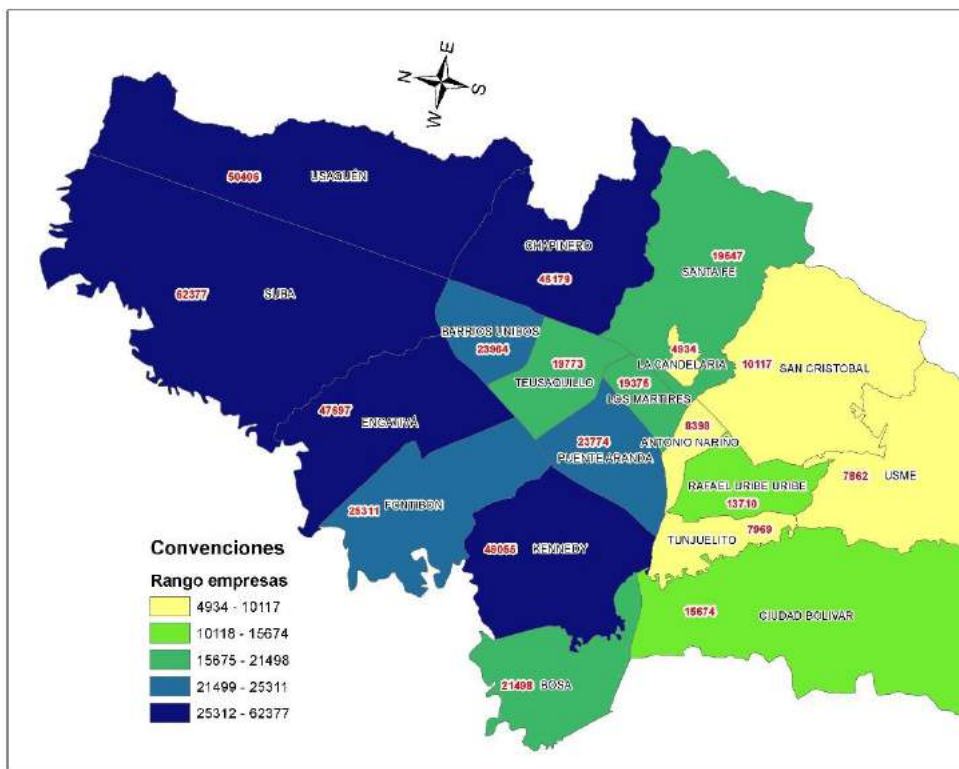 E
N
S
W
50406 USAQUÉN
CHAPINERO
45179
19647
SANTA FE
62377 SUBA
BARRIOS UNIDOS
23964
19773
TEUSAQUILLO
4934
LA CANDELARIA
10117
SAN CRISTOBAL
19375
LOS MARTIRES
47697
ENGATIVÁ
8398
ANTONIO NARIÑO
23774
PUENTE ARANDA
7862 USME
RAFAEL URIBE URIBE
13710
25311 FONTIBON
7969
TUNJUELITO
KENNEDY
15674
CIUDAD BOLIVAR
21498 BOSA
Convenciones
Rango empresas
4934 - 10117
10118 - 15674
15675 - 21498
21499 - 25311
25312 - 62377